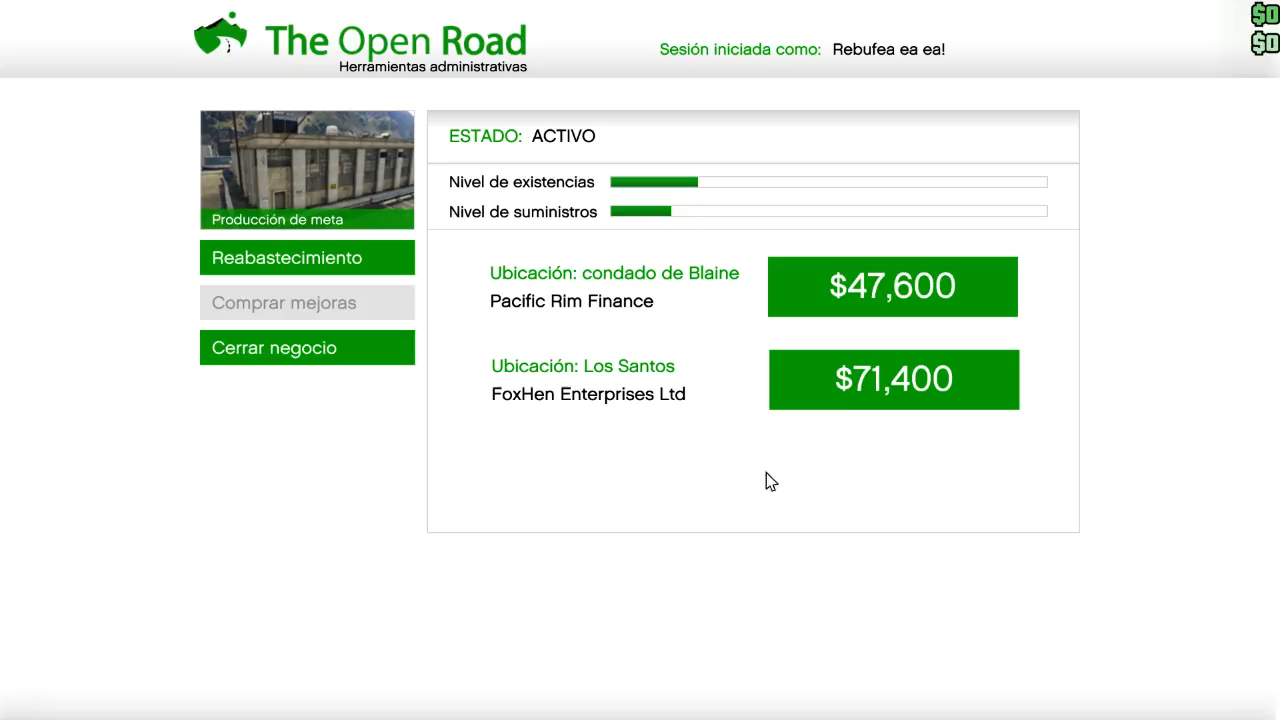 The Open Road
Herramientas administrativas
Sesión iniciada como: Rebufea ea ea!
$0
$0
Producción de meta
Reabastecimiento
Comprar mejoras
Cerrar negocio
ESTADO: ACTIVO
Nivel de existencias
Nivel de suministros
Ubicación: condado de Blaine
Pacific Rim Finance
$47,600
Ubicación: Los Santos
FoxHen Enterprises Ltd
$71,400